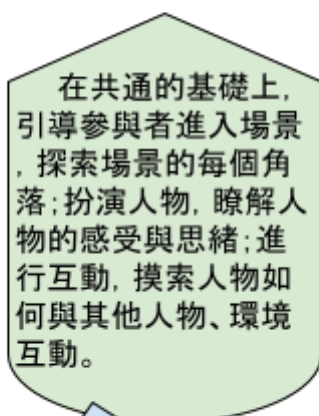 在共通的基礎上,
引導參與者進入場景
, 探索場景的每個角
落;扮演人物, 瞭解人
物的感受與思緒;進
行互動, 摸索人物如
何與其他人物、環境
互動。